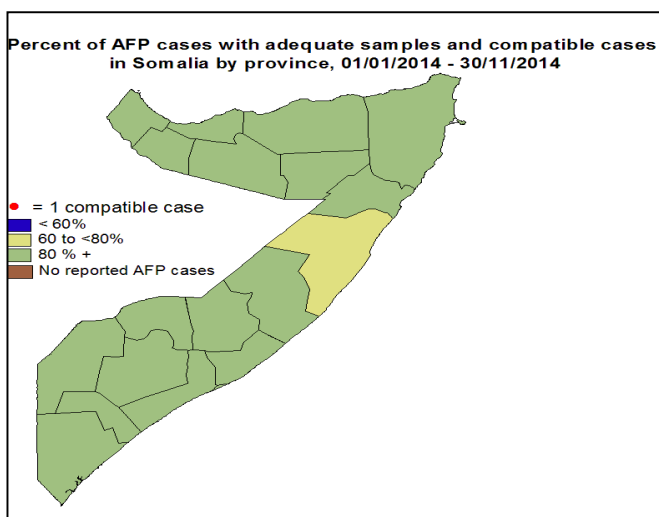 Percent of AFP cases with adequate samples and compatible cases
in Somalia by province, 01/01/2014 - 30/11/2014
= 1 compatible case
< 60%
60 to <80%
80 % +
No reported AFP cases